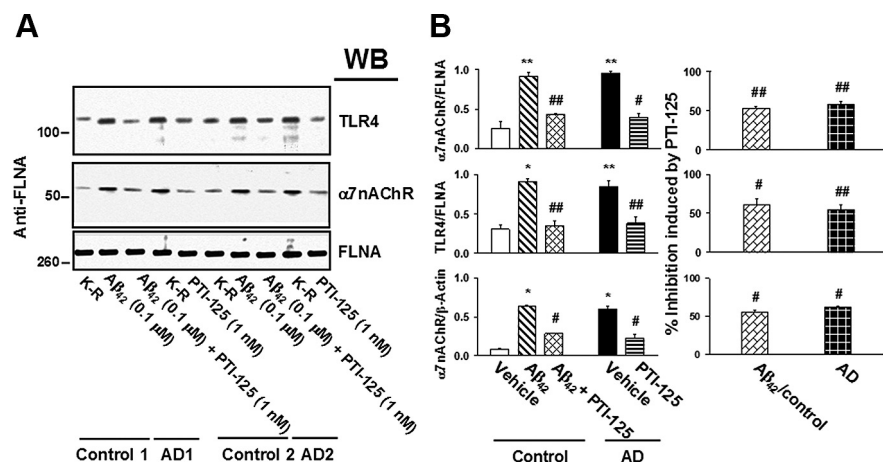 A
WB
Anti-FLNA
100
TLR4
50
α7nAChR
260
FLNA
K-R
Aβ42 (0.1 µM)
Aβ42 (0.1 µM) + PTI-125 (1 nM)
K-R
PTI-125 (1 nM)
K-R
Aβ42 (0.1 µM)
Aβ42 (0.1 µM) + PTI-125 (1 nM)
K-R
PTI-125 (1 nM)
Control 1 AD1 Control 2 AD2
B
α7nAChR/FLNA
1.0
0.5
0.0
** ## ** #
TLR4/FLNA
1.0
0.5
0.0
* ## ** ##
α7nAChR/β-Actin
1.0
0.5
0.0
* # * #
Vehicle
Aβ42
Aβ42 + PTI-125
Vehicle
PTI-125
Control AD
% Inhibition induced by PTI-125
100
50
0
## ##
100
50
0
# ##
100
50
0
# #
Aβ42/control
AD